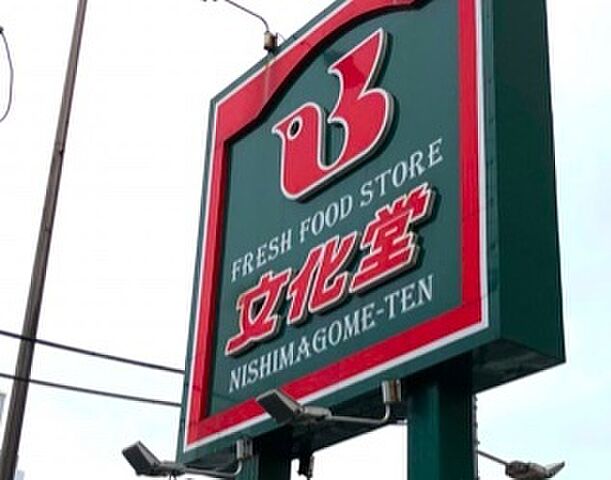 FRESH FOOD STORE
文化堂
NISHIMAGOME-TEN